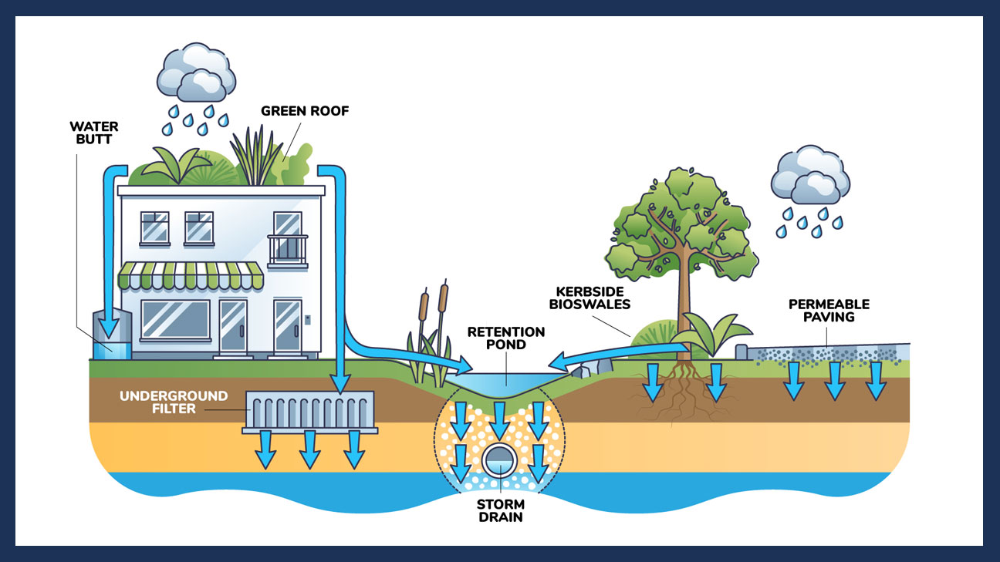 GREEN ROOF
WATER
BUTT
KERBSIDE
BIOSWALES
PERMEABLE
PAVING
RETENTION
POND
UNDERGROUND
FILTER
STORM
DRAIN